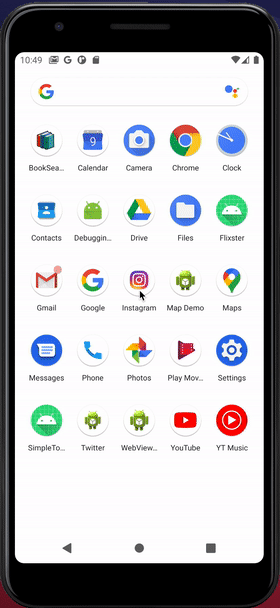 10:49
BookSea...
Calendar
Camera
Chrome
Clock
Contacts
Debuggin...
Drive
Files
Flixster
Gmail
Google
Instagram
Map Demo
Maps
Messages
Phone
Photos
Play Mov...
Settings
SimpleTo...
Twitter
WebView...
YouTube
YT Music